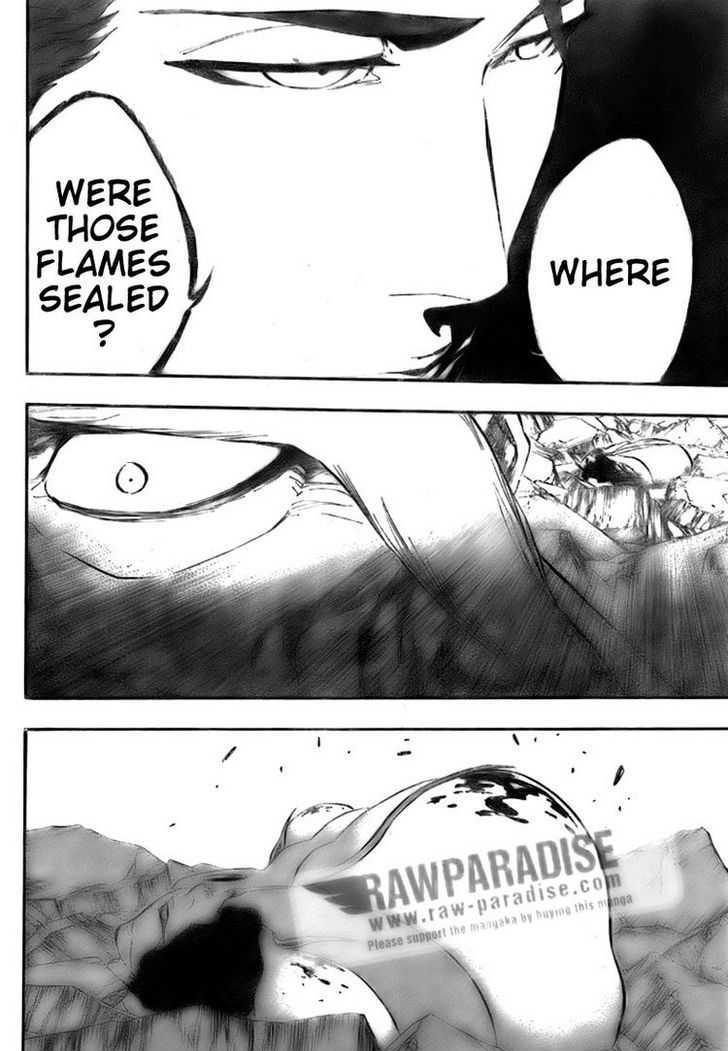 WHERE
WERE
THOSE
FLAMES
SEALED
?
RAWPARADISE
www.raw-paradise.com
Please support the mangaka by buying this manga